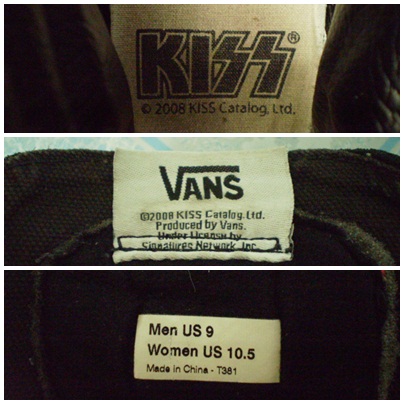 KISS®
© 2008 KISS Catalog, Ltd.
VANS
©2008 KISS Catalog. Ltd.
Produced by Vans.
Under License by
Signatures Network, Inc.
Men US 9
Women US 10.5
Made in China - T381